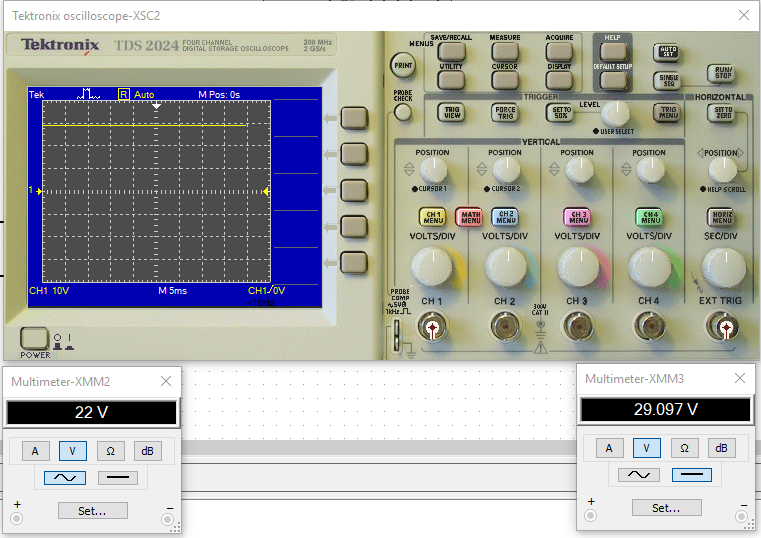 Tektronix oscilloscope-XSC2
Tektronix TDS 2024 FOUR CHANNEL
DIGITAL STORAGE OSCILLOSCOPE
200 MHz
2 GS/s
Tek R Auto M Pos: 0s
1
CH1 10V M 5ms CH1/0V
POWER
PRINT
PROBE
CHECK
MENUS
SAVE/RECALL MEASURE ACQUIRE
UTILITY CURSOR DISPLAY
HELP
DEFAULT SETUP
AUTO
SET
SINGLE
SEQ
RUN/
STOP
TRIGGER
TRIG
VIEW
FORCE
TRIG
SET TO
50%
LEVEL
USER SELECT
TRIG
MENU
HORIZONTAL
SET TO
ZERO
VERTICAL
POSITION POSITION POSITION POSITION POSITION
CURSOR 1 CURSOR 2 HELP SCROLL
CH 1
MENU
MATH
MENU
CH 2
MENU
CH 3
MENU
CH 4
MENU
HORIZ
MENU
VOLTS/DIV VOLTS/DIV VOLTS/DIV VOLTS/DIV SEC/DIV
PROBE
COMP
~5V
1kHz
CH 1 CH 2 CH 3 CH 4 EXT TRIG
300V
CAT II
Multimeter-XMM2
22 V
A V Ω dB
Set...
+ −
Multimeter-XMM3
29.097 V
A V Ω dB
Set...
+ −